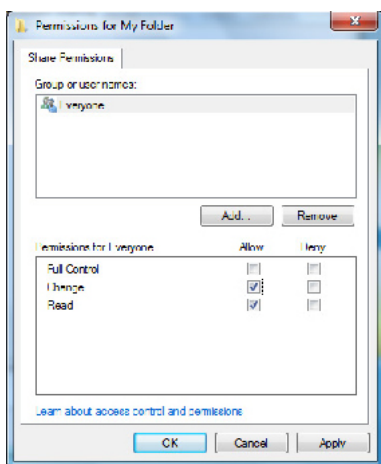 Permissions for My Folder
Share Permissions
Group or user names:
Everyone
Add...
Remove
Permissions for Everyone
Allow
Deny
Full Control
Change
Read
Learn about access control and permissions
OK
Cancel
Apply